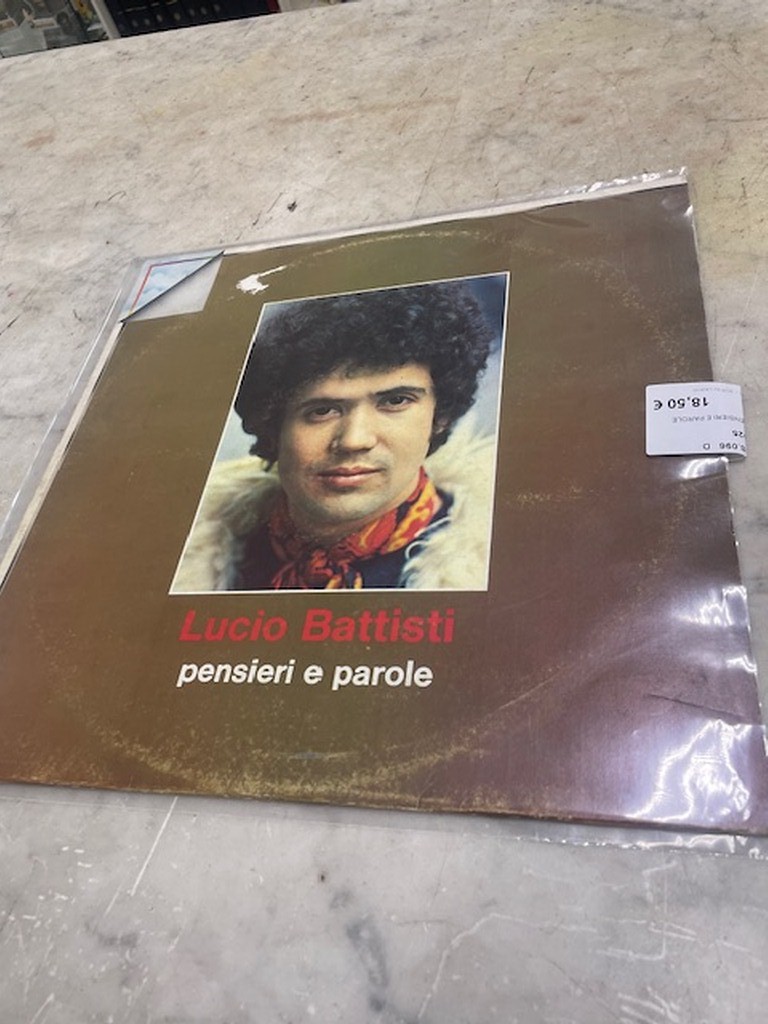 Lucio Battisti
pensieri e parole
18,50 €